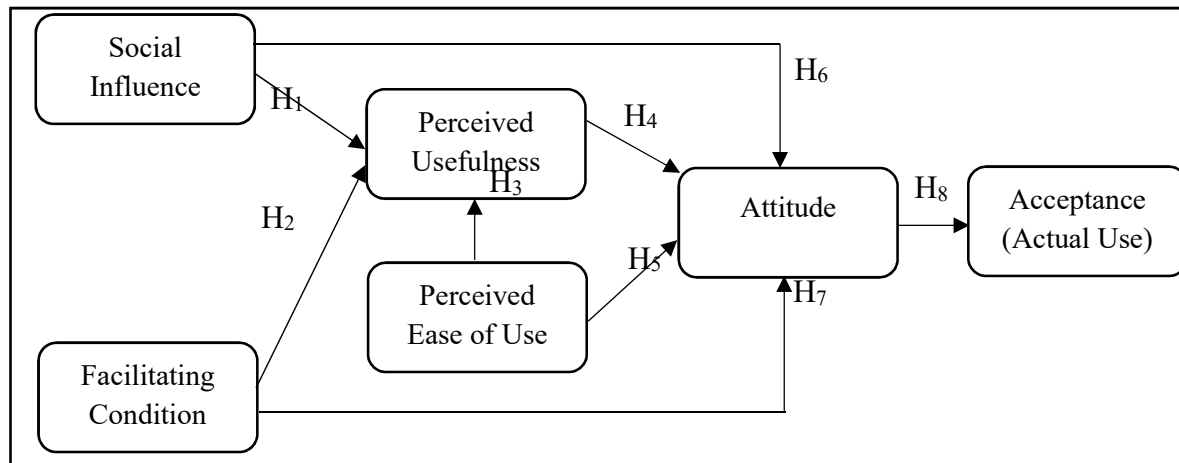 Social
Influence
H₁
H₆
Perceived
Usefulness
H₄
H₃
H₂
Attitude
H₈
Acceptance
(Actual Use)
Perceived
Ease of Use
H₅
H₇
Facilitating
Condition